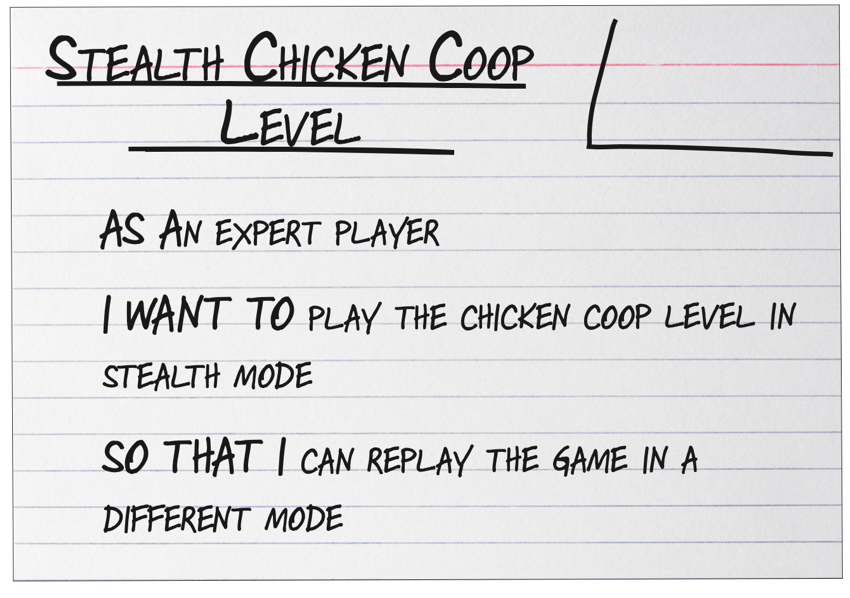 Stealth Chicken Coop
Level
AS An expert player
I WANT TO play the chicken coop level in
stealth mode
SO THAT I can replay the game in a
different mode